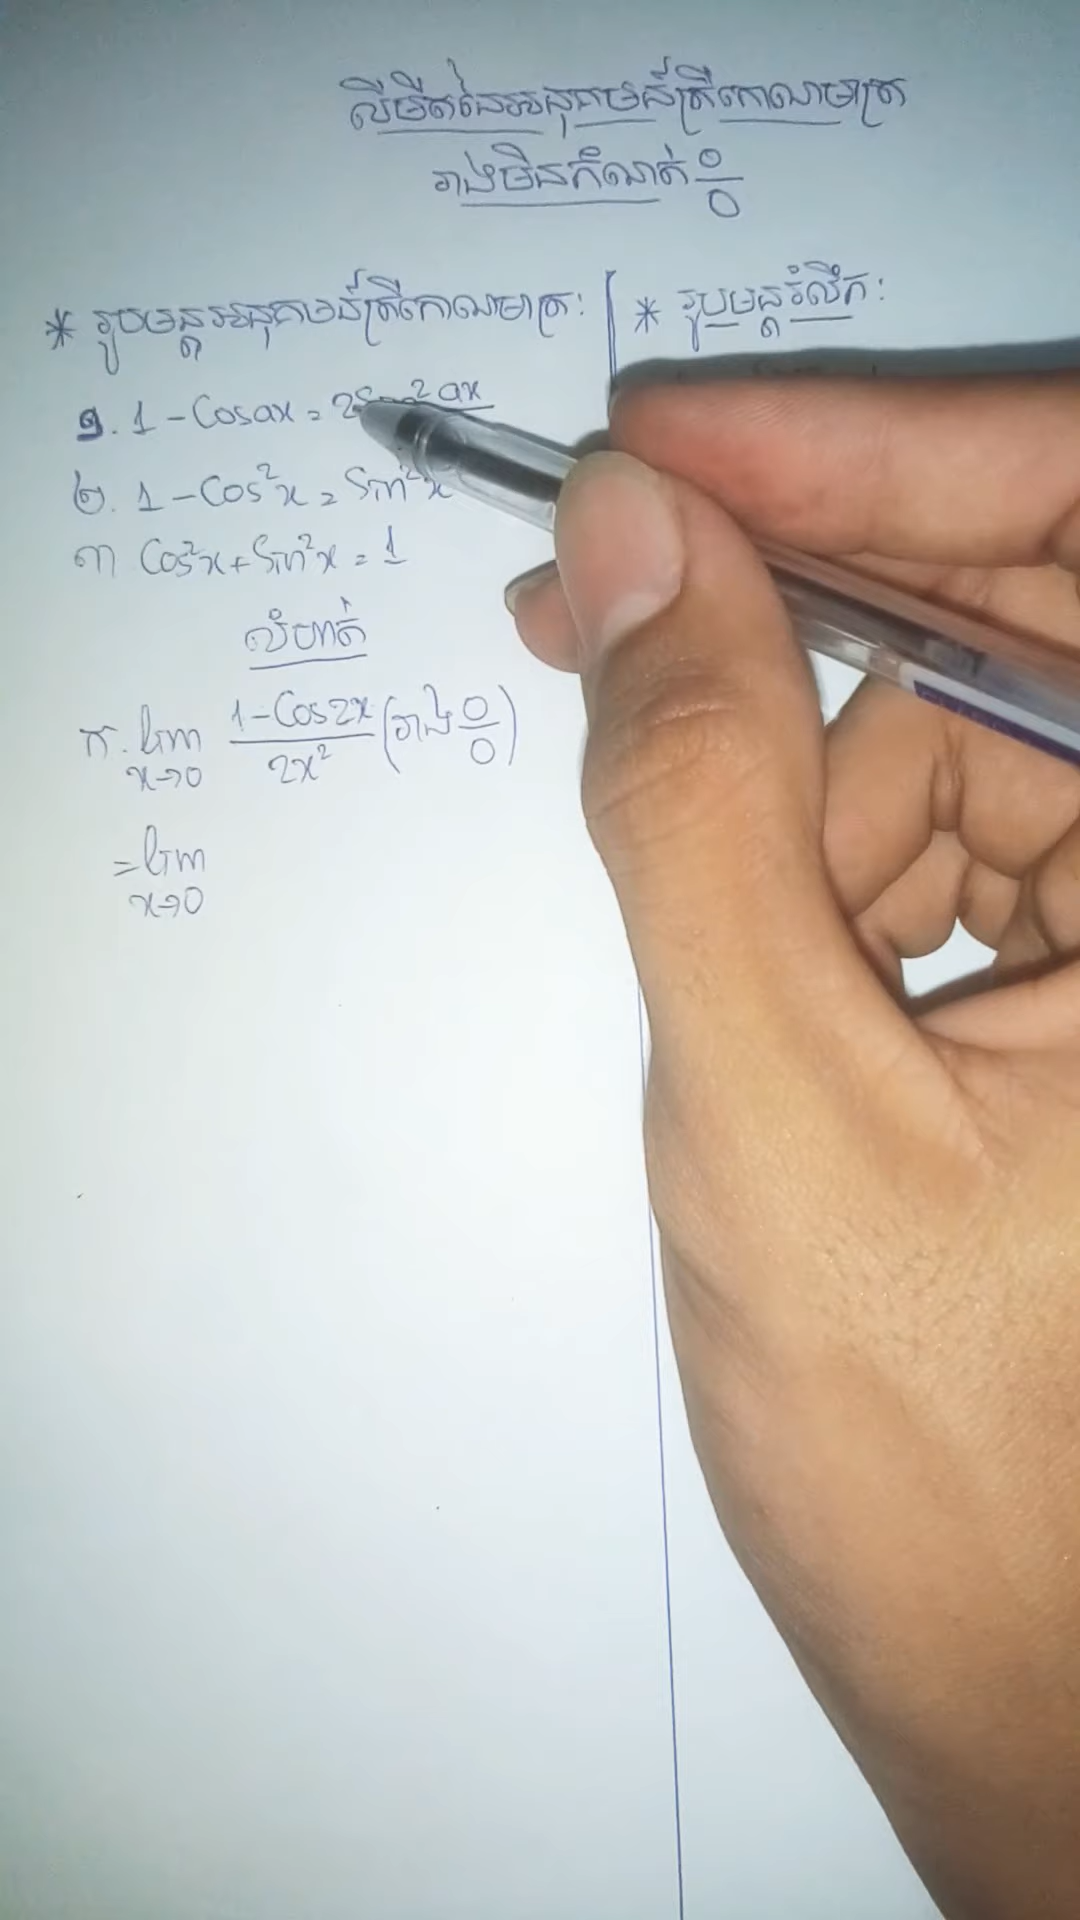 លីមីតនៃអនុគមន៍ត្រីកោណមាត្រ
រាងមិនកំណត់ 0/0
* រូបមន្តអនុគមន៍ត្រីកោណមាត្រ:
១. 1 - Cosax = 2Sin² ax
២. 1 - Cos²x = Sin²x
៣ Cos²x + Sin²x = 1
លំហាត់
ក. lim x→0 1-Cos2x / 2x² (រាង 0/0)
= lim x→0
* រូបមន្តរំលឹក: